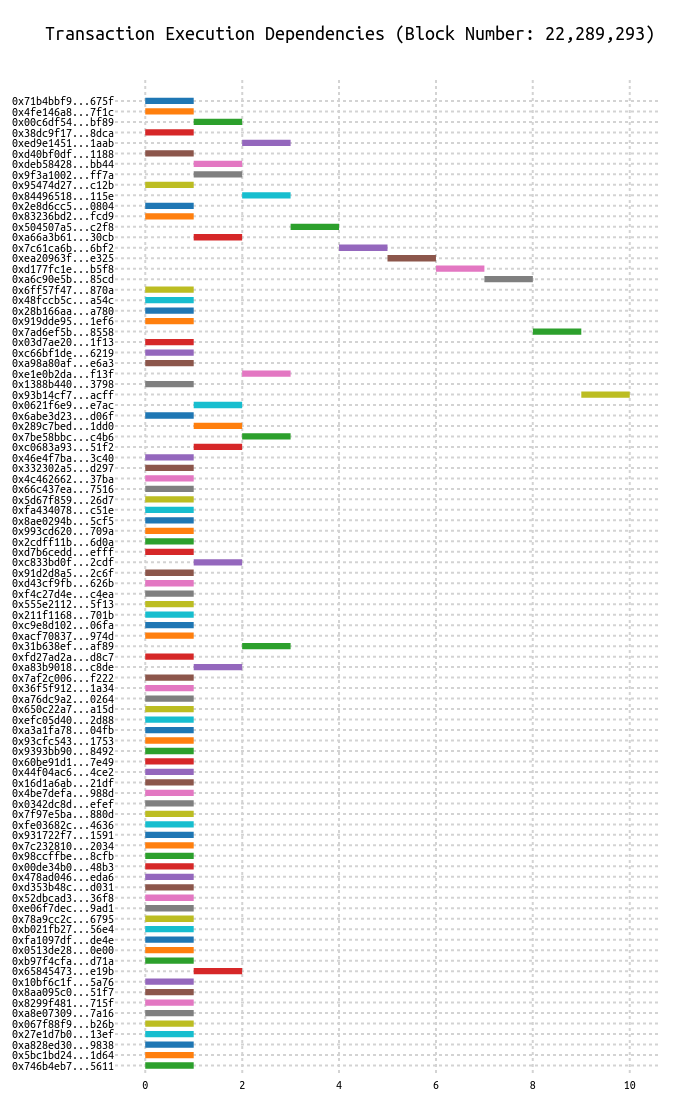 Transaction Execution Dependencies (Block Number: 22,289,293)
0x71b4bbf9...675f
0x4fe146a8...7f1c
0x00c6df54...bf89
0x38dc9f17...8dca
0xed9e1451...1aab
0xd40bf0df...1188
0xdeb58428...bb44
0x9f3a1002...ff7a
0x95474d27...c12b
0x84496518...115e
0x2e8d6cc5...0804
0x83236bd2...fcd9
0x504507a5...c2f8
0xa66a3b61...30cb
0x7c61ca6b...6bf2
0xea20963f...e325
0xd177fc1e...b5f8
0xa6c90e5b...85cd
0x6ff57f47...870a
0x48fccb5c...a54c
0x28b166aa...a780
0x919dde95...1ef6
0x7ad6ef5b...8558
0x03d7ae20...1f13
0xc66bf1de...6219
0xa98a80af...e6a3
0xe1e0b2da...f13f
0x1388b440...3798
0x93b14cf7...acff
0x0621f6e9...e7ac
0x6abe3d23...d06f
0x289c7bed...1dd0
0x7be58bbc...c4b6
0xc0683a93...51f2
0x46e4f7ba...3c40
0x332302a5...d297
0x4c462662...37ba
0x66c437ea...7516
0x5d67f859...26d7
0xfa434078...c51e
0x8ae0294b...5cf5
0x993cd620...709a
0x2cdff11b...6d0a
0xd7b6cedd...efff
0xc833bd0f...2cdf
0x91d2d8a5...2c6f
0xd43cf9fb...626b
0xf4c27d4e...c4ea
0x555e2112...5f13
0x211f1168...701b
0xc9e8d102...06fa
0xacf70837...974d
0x31b638ef...af89
0xfd27ad2a...d8c7
0xa83b9018...c8de
0x7af2c006...f222
0x36f5f912...1a34
0xa76dc9a2...0264
0x650c22a7...a15d
0xefc05d40...2d88
0xa3a1fa78...04fb
0x93cfc543...1753
0x9393bb90...8492
0x60be91d1...7e49
0x44f04ac6...4ce2
0x16d1a6ab...21df
0x4be7defa...988d
0x0342dc8d...efef
0x7f97e5ba...880d
0xfe03682c...4636
0x931722f7...1591
0x7c232810...2034
0x98ccffbe...8cfb
0x00de34b0...48b3
0x478ad046...eda6
0xd353b48c...d031
0x52dbcad3...36f8
0xe06f7dec...9ad1
0x78a9cc2c...6795
0xb021fb27...56e4
0xfa1097df...de4e
0x0513de28...0e00
0xb97f4cfa...d71a
0x65845473...e19b
0x10bf6c1f...5a76
0x8aa095c0...51f7
0x8299f481...715f
0xa8e07309...7a16
0x067f88f9...b26b
0x27e1d7b0...13ef
0xa828ed30...9838
0x5bc1bd24...1d64
0x746b4eb7...5611
0 2 4 6 8 10